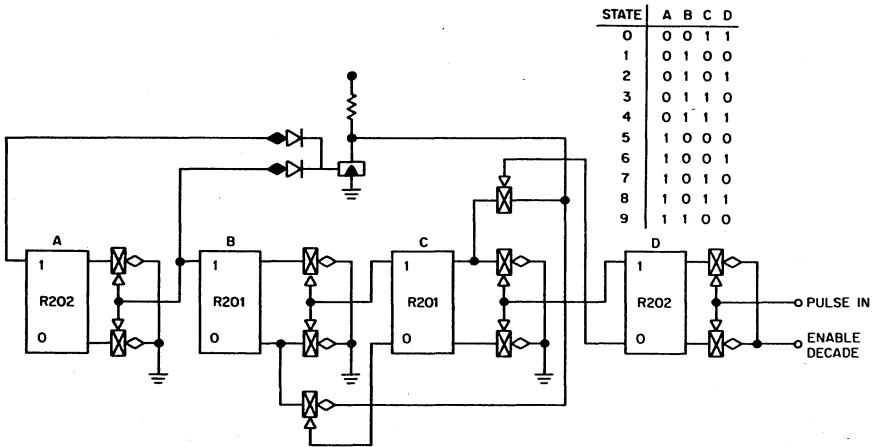 STATE A B C D
0 0 0 1 1
1 0 1 0 0
2 0 1 0 1
3 0 1 1 0
4 0 1 1 1
5 1 0 0 0
6 1 0 0 1
7 1 0 1 0
8 1 0 1 1
9 1 1 0 0
A B C D
1 1 1 1
R202 R201 R201 R202
0 0 0 0
PULSE IN
ENABLE
DECADE